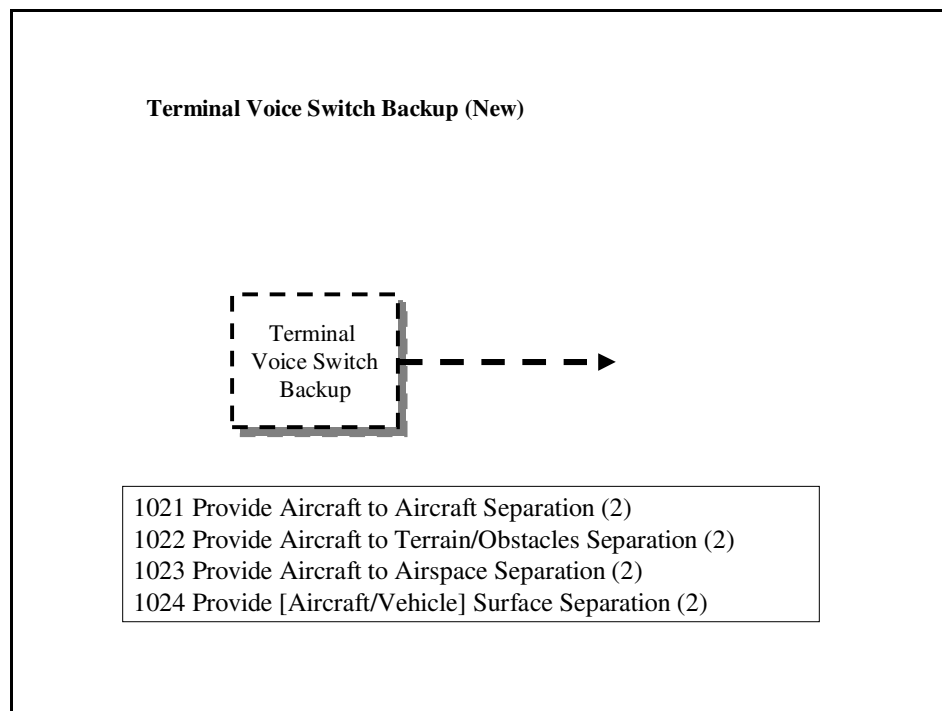 Terminal Voice Switch Backup (New)
Terminal
Voice Switch
Backup
1021 Provide Aircraft to Aircraft Separation (2)
1022 Provide Aircraft to Terrain/Obstacles Separation (2)
1023 Provide Aircraft to Airspace Separation (2)
1024 Provide [Aircraft/Vehicle] Surface Separation (2)